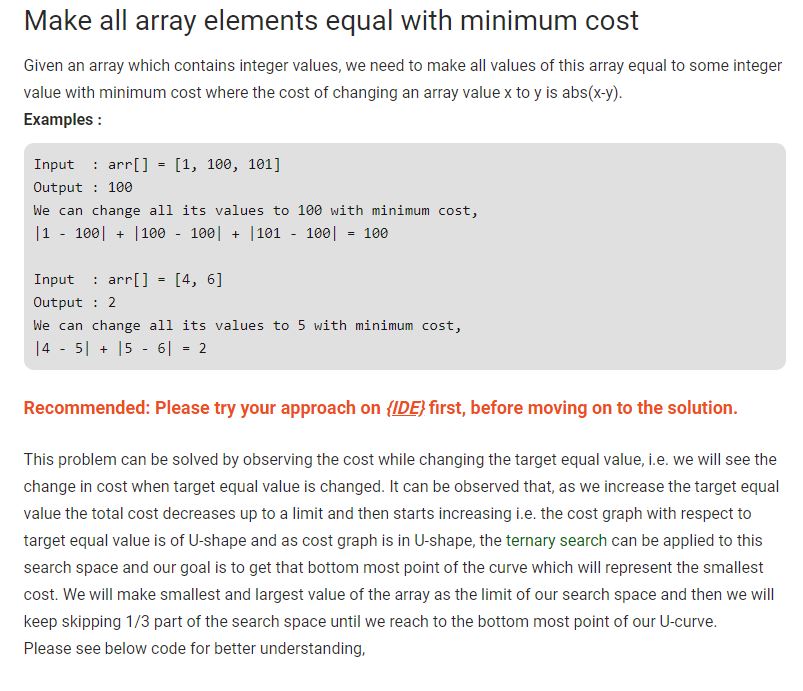 Make all array elements equal with minimum cost
Given an array which contains integer values, we need to make all values of this array equal to some integer
value with minimum cost where the cost of changing an array value x to y is abs(x-y).
Examples :
Input  : arr[] = [1, 100, 101]
Output : 100
We can change all its values to 100 with minimum cost,
|1 - 100| + |100 - 100| + |101 - 100| = 100
Input  : arr[] = [4, 6]
Output : 2
We can change all its values to 5 with minimum cost,
|4 - 5| + |5 - 6| = 2
Recommended: Please try your approach on {IDE} first, before moving on to the solution.
This problem can be solved by observing the cost while changing the target equal value, i.e. we will see the
change in cost when target equal value is changed. It can be observed that, as we increase the target equal
value the total cost decreases up to a limit and then starts increasing i.e. the cost graph with respect to
target equal value is of U-shape and as cost graph is in U-shape, the ternary search can be applied to this
search space and our goal is to get that bottom most point of the curve which will represent the smallest
cost. We will make smallest and largest value of the array as the limit of our search space and then we will
keep skipping 1/3 part of the search space until we reach to the bottom most point of our U-curve.
Please see below code for better understanding,